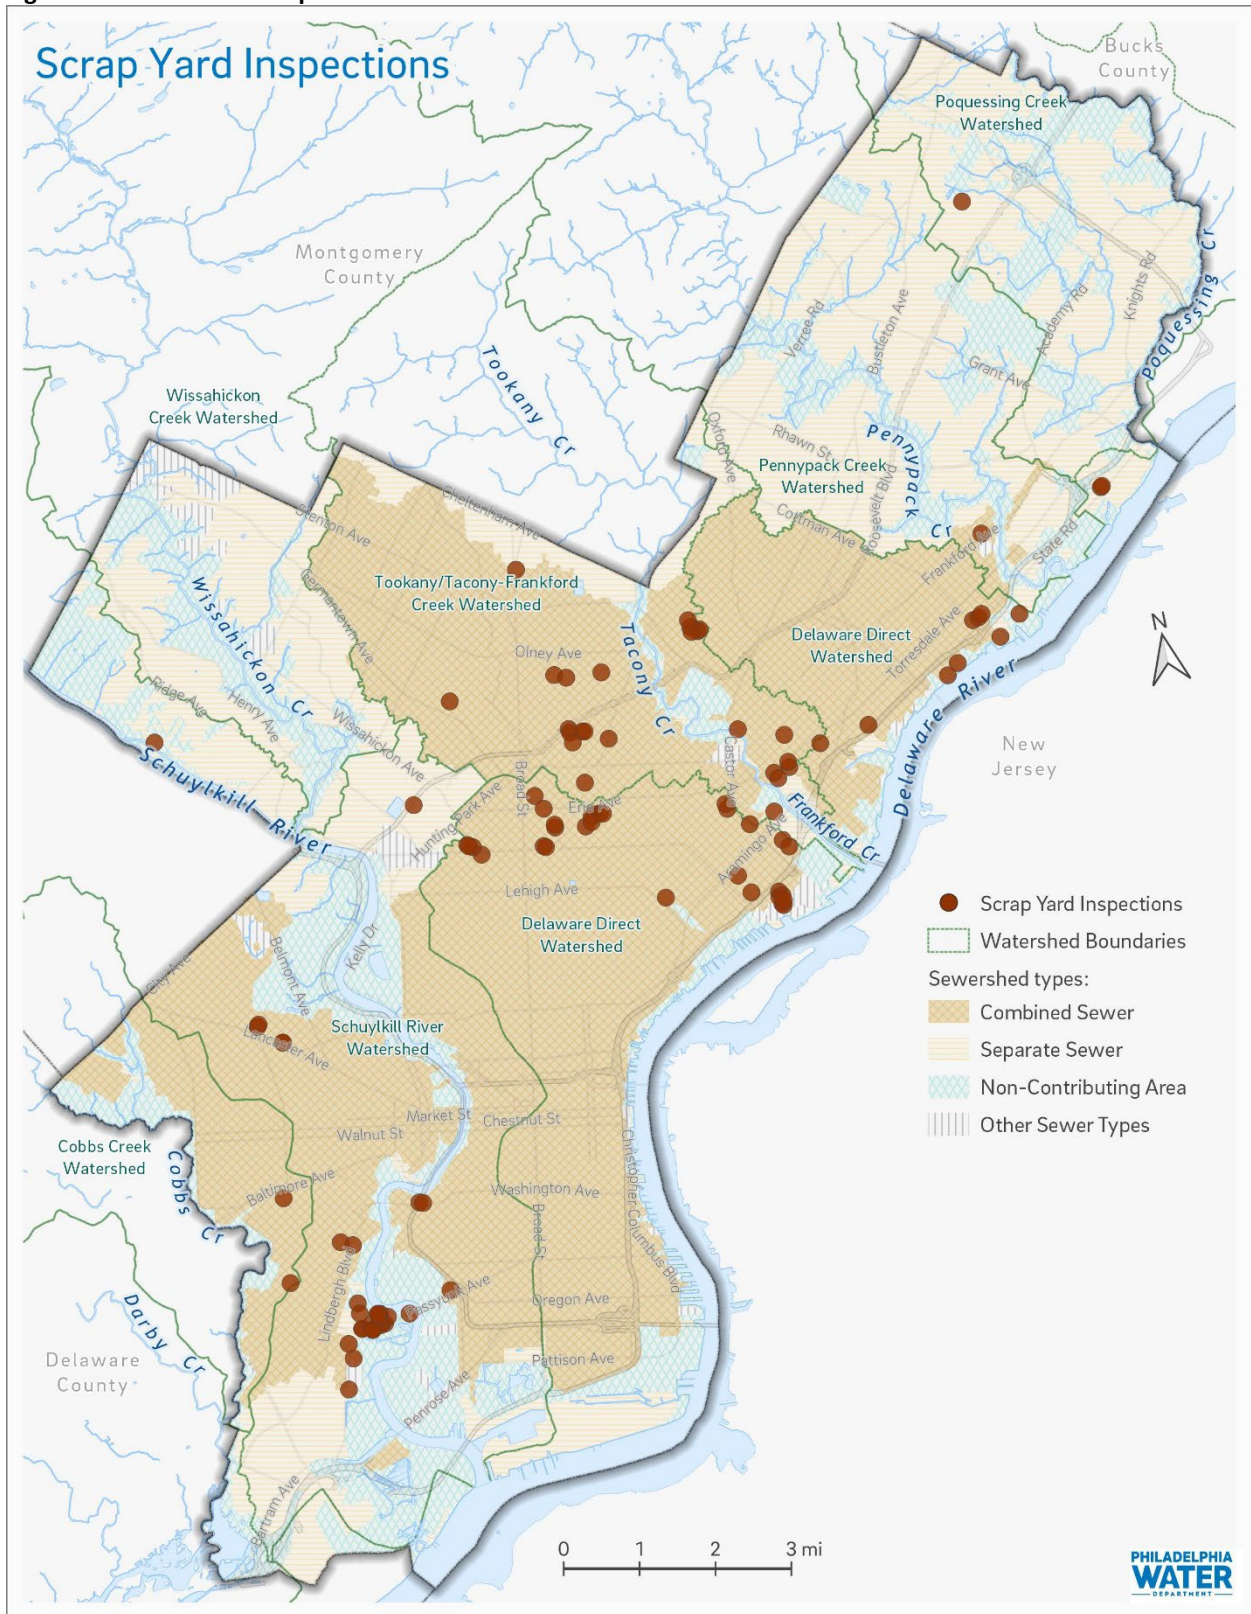 Scrap Yard Inspections
Bucks
County
Poquessing Creek
Watershed
Montgomery
County
Poquessing Cr
Knights Rd
Academy Rd
Verree Rd
Bustleton Ave
Grant Ave
Tookany Cr
Wissahickon
Creek Watershed
Oxford Ave
Rhawn St
Pennypack Cr
Pennypack Creek
Watershed
Roosevelt Blvd
Cottman Ave
Cheltenham Ave
Stenton Ave
Frankford Ave
State Rd
Tookany/Tacony-Frankford
Creek Watershed
Germantown Ave
Wissahickon Cr
Tacony Cr
Delaware Direct
Watershed
Torresdale Ave
Olney Ave
N
Ridge Ave
Henry Ave
Wissahickon Ave
Delaware River
New
Jersey
Schuylkill River
Castor Ave
Broad St
Hunting Park Ave
Erie Ave
Frankford Cr
Aramingo Ave
Lehigh Ave
Delaware Direct
Watershed
Kelly Dr
Belmont Ave
City Ave
Schuylkill River
Watershed
Lancaster Ave
Market St
Chestnut St
Walnut St
Cobbs Creek
Watershed
Cobbs Cr
Baltimore Ave
Washington Ave
Broad St
Christopher Columbus Blvd
Lindbergh Blvd
Passyunk Ave
Oregon Ave
Darby Cr
Delaware
County
Pattison Ave
Penrose Ave
Bartram Ave
Scrap Yard Inspections
Watershed Boundaries
Sewershed types:
Combined Sewer
Separate Sewer
Non-Contributing Area
Other Sewer Types
0 1 2 3 mi
PHILADELPHIA
WATER
DEPARTMENT